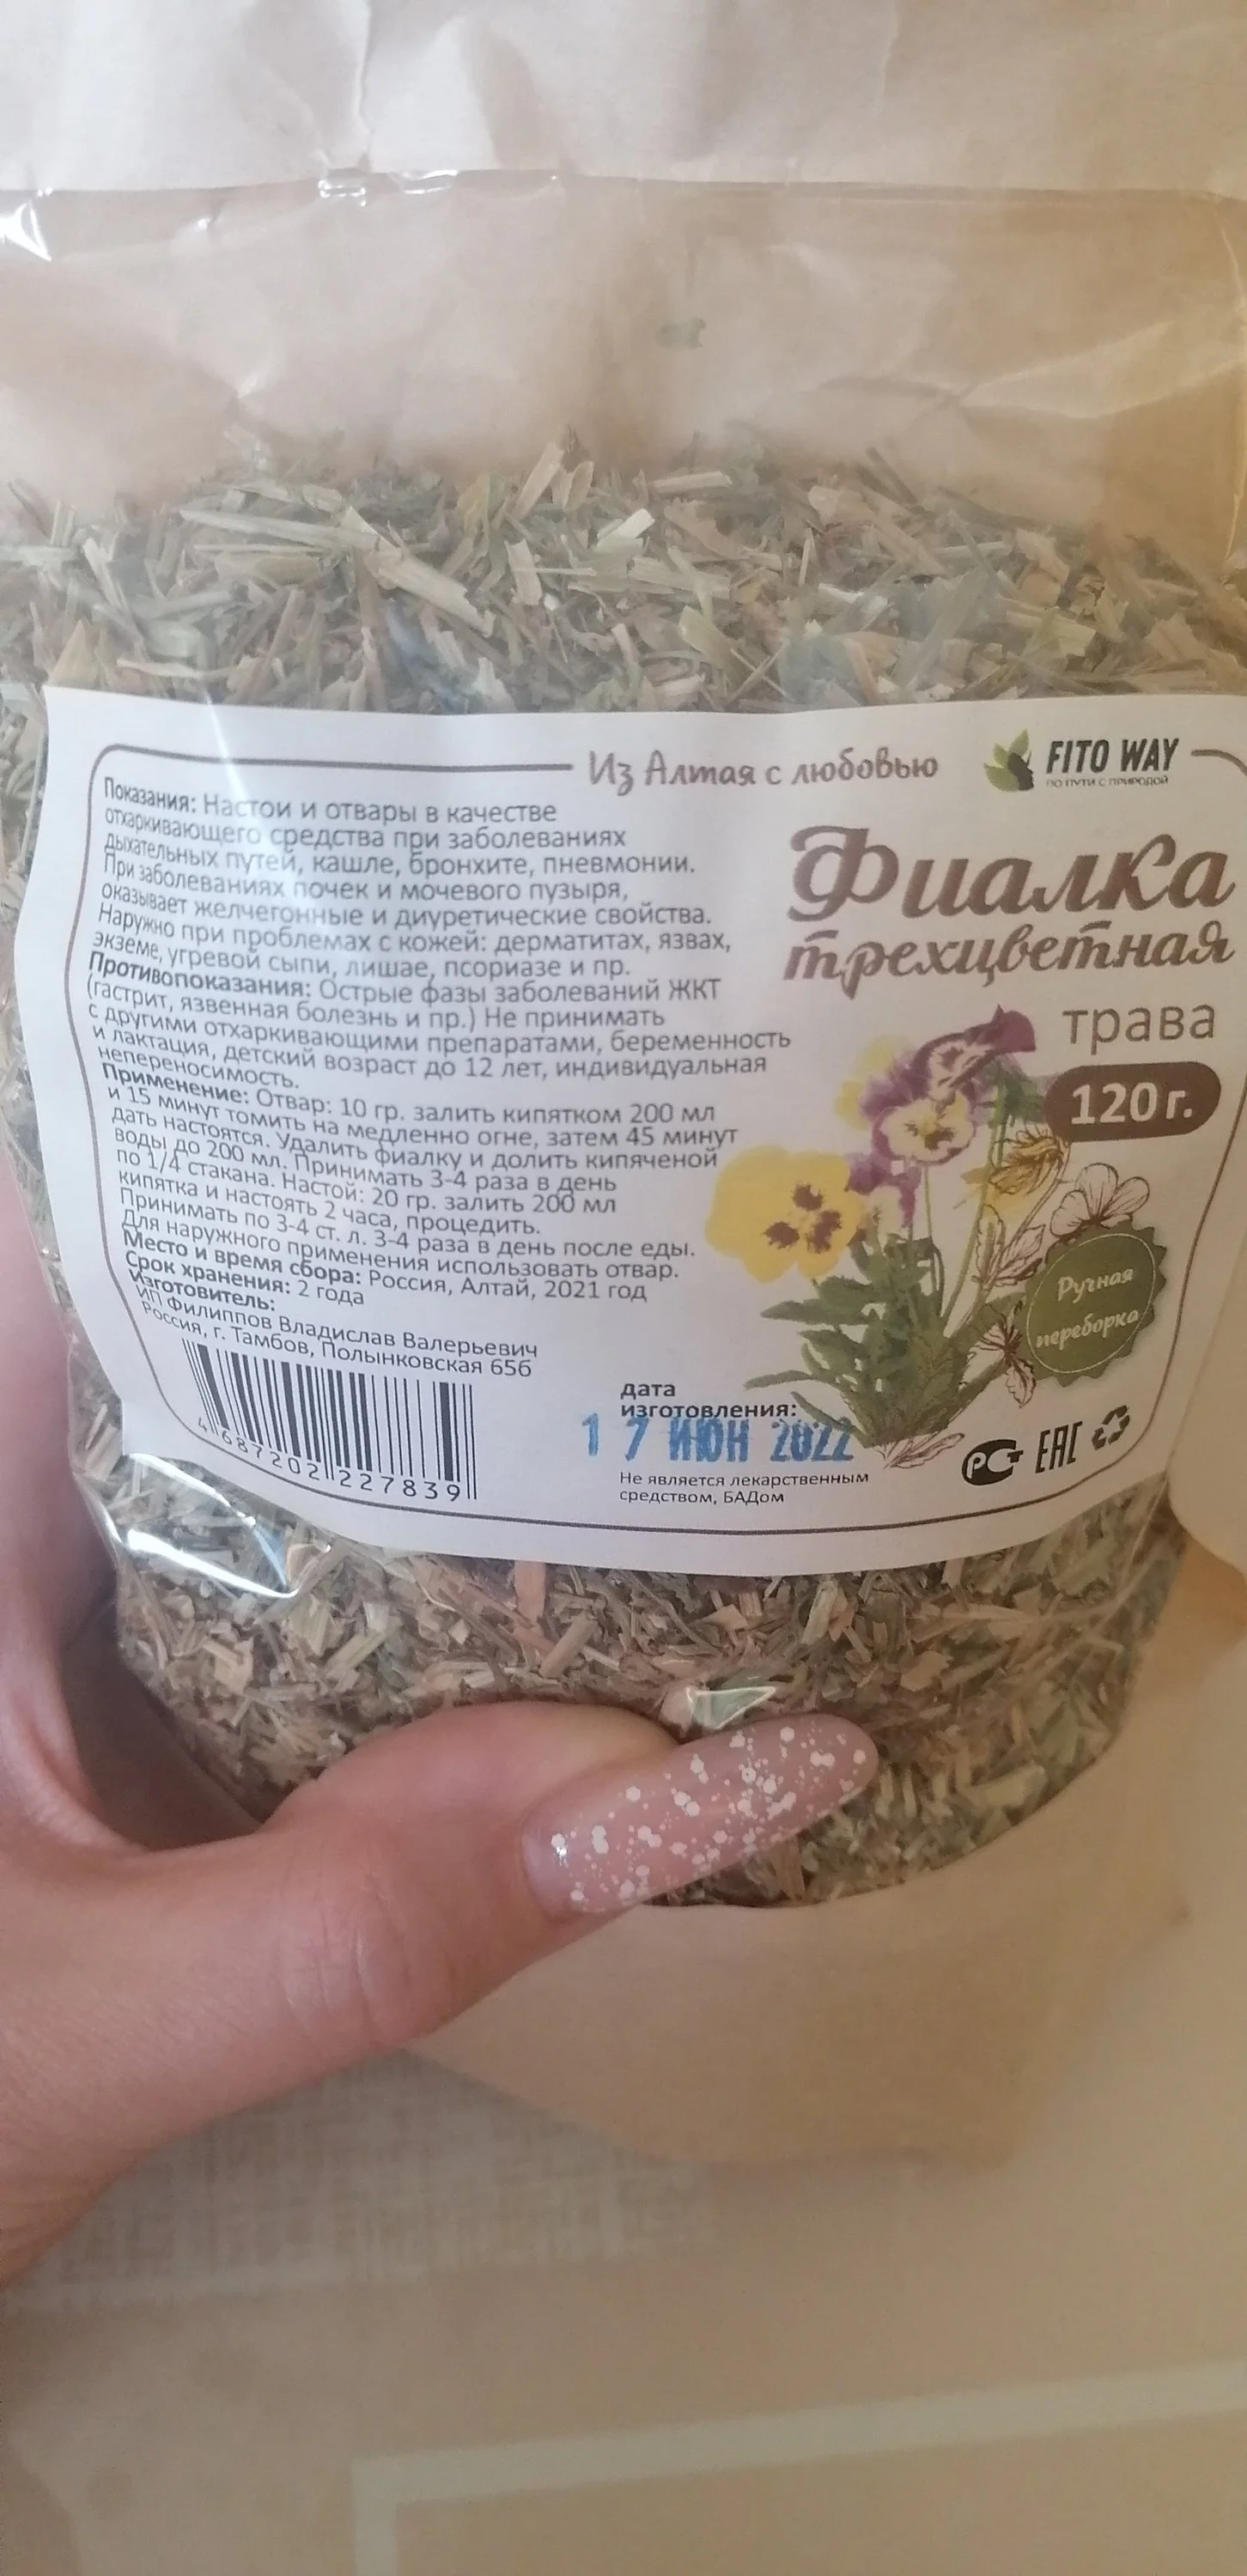 Из Алтая с любовью
FITO WAY
ПО ПУТИ С ПРИРОДОЙ
Фиалка
трехцветная
трава
120 г.
Ручная
переборка
Показания: Настои и отвары в качестве
отхаркивающего средства при заболеваниях
дыхательных путей, кашле, бронхите, пневмонии.
При заболеваниях почек и мочевого пузыря,
оказывает желчегонные и диуретические свойства.
Наружно при проблемах с кожей: дерматитах, язвах,
экземе, угревой сыпи, лишае, псориазе и пр.
Противопоказания: Острые фазы заболеваний ЖКТ
(гастрит, язвенная болезнь и пр.) Не принимать
с другими отхаркивающими препаратами, беременность
и лактация, детский возраст до 12 лет, индивидуальная
непереносимость.
Применение: Отвар: 10 гр. залить кипятком 200 мл
и 15 минут томить на медленно огне, затем 45 минут
дать настоятся. Удалить фиалку и долить кипяченой
воды до 200 мл. Принимать 3-4 раза в день
по 1/4 стакана. Настой: 20 гр. залить 200 мл
кипятка и настоять 2 часа, процедить.
Принимать по 3-4 ст. л. 3-4 раза в день после еды.
Для наружного применения использовать отвар.
Место и время сбора: Россия, Алтай, 2021 год
Срок хранения: 2 года
Изготовитель:
ИП Филиппов Владислав Валерьевич
Россия, г. Тамбов, Полынковская 65б
4687202227839
дата
изготовления:
17 ИЮН 2022
Не является лекарственным
средством, БАДом
РСТ
EAC